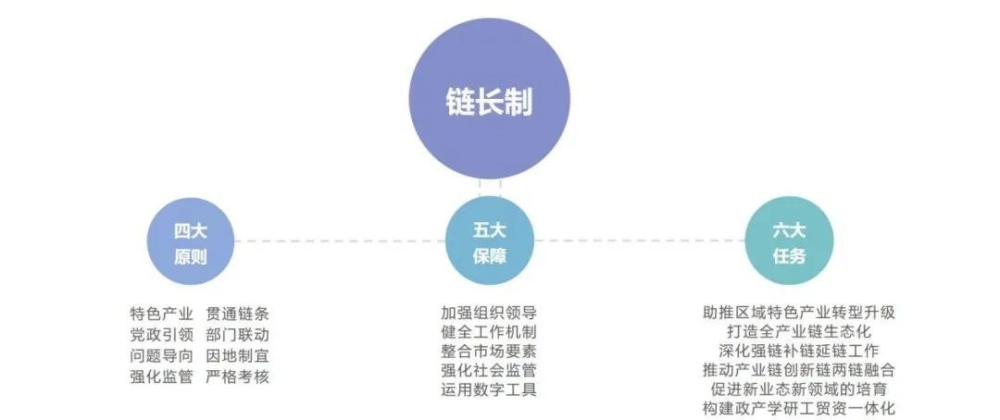 链长制
四大
原则
五大
保障
六大
任务
特色产业 贯通链条
党政引领 部门联动
问题导向 因地制宜
强化监管 严格考核
加强组织领导
健全工作机制
整合市场要素
强化社会监管
运用数字工具
助推区域特色产业转型升级
打造全产业链生态化
深化强链补链延链工作
推动产业链创新链两链融合
促进新业态新领域的培育
构建政产学研工贸资一体化